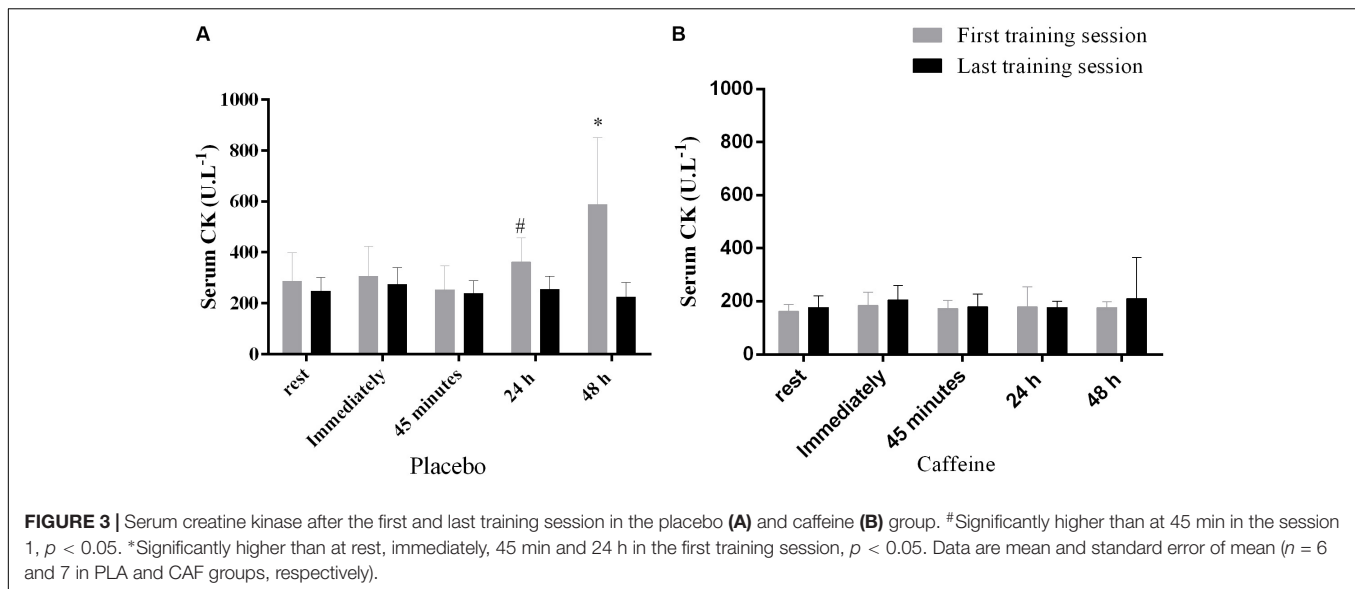 A
B
First training session
Last training session
Serum CK (U.L-1)
1000
800
600
400
200
0
#
*
rest
Immediately
45 minutes
24 h
48 h
Placebo
Serum CK (U.L-1)
1000
800
600
400
200
0
rest
Immediately
45 minutes
24 h
48 h
Caffeine
FIGURE 3 | Serum creatine kinase after the first and last training session in the placebo (A) and caffeine (B) group. #Significantly higher than at 45 min in the session
1, p < 0.05. *Significantly higher than at rest, immediately, 45 min and 24 h in the first training session, p < 0.05. Data are mean and standard error of mean (n = 6
and 7 in PLA and CAF groups, respectively).